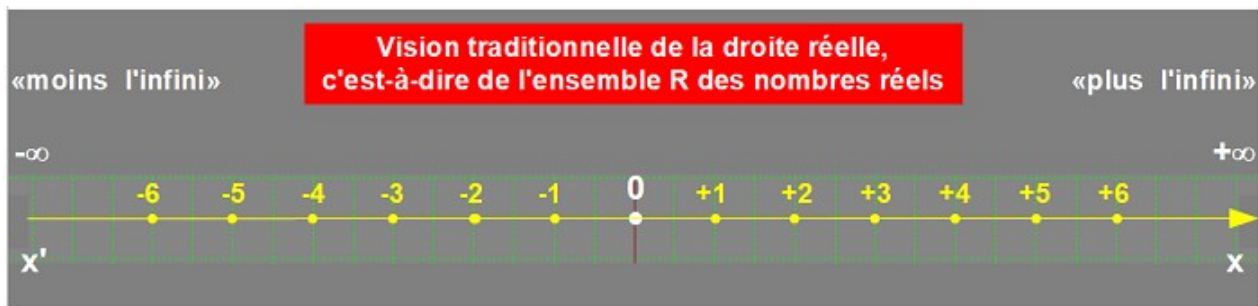 Vision traditionnelle de la droite réelle,
c'est-à-dire de l'ensemble R des nombres réels
«moins l'infini» «plus l'infini»
-∞ +∞
-6 -5 -4 -3 -2 -1 0 +1 +2 +3 +4 +5 +6
x' x